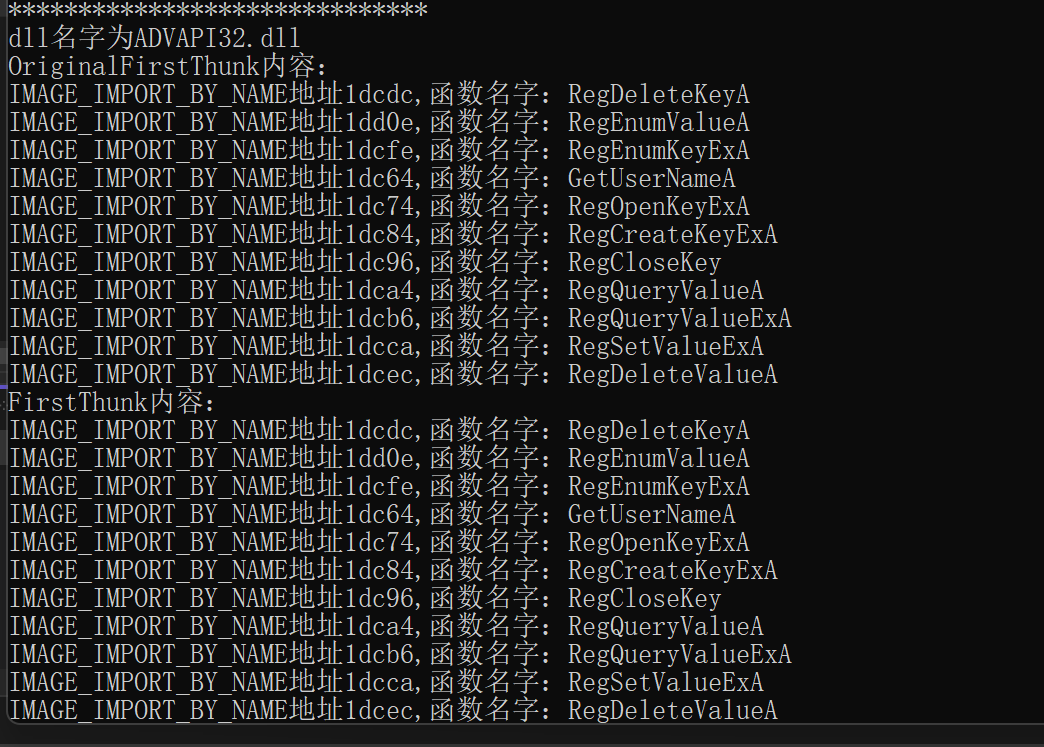 ******************************
dll名字为ADVAPI32.dll
OriginalFirstThunk内容：
IMAGE_IMPORT_BY_NAME地址1dcdc,函数名字：RegDeleteKeyA
IMAGE_IMPORT_BY_NAME地址1dd0e,函数名字：RegEnumValueA
IMAGE_IMPORT_BY_NAME地址1dcfe,函数名字：RegEnumKeyExA
IMAGE_IMPORT_BY_NAME地址1dc64,函数名字：GetUserNameA
IMAGE_IMPORT_BY_NAME地址1dc74,函数名字：RegOpenKeyExA
IMAGE_IMPORT_BY_NAME地址1dc84,函数名字：RegCreateKeyExA
IMAGE_IMPORT_BY_NAME地址1dc96,函数名字：RegCloseKey
IMAGE_IMPORT_BY_NAME地址1dca4,函数名字：RegQueryValueA
IMAGE_IMPORT_BY_NAME地址1dcb6,函数名字：RegQueryValueExA
IMAGE_IMPORT_BY_NAME地址1dcca,函数名字：RegSetValueExA
IMAGE_IMPORT_BY_NAME地址1dcec,函数名字：RegDeleteValueA
FirstThunk内容：
IMAGE_IMPORT_BY_NAME地址1dcdc,函数名字：RegDeleteKeyA
IMAGE_IMPORT_BY_NAME地址1dd0e,函数名字：RegEnumValueA
IMAGE_IMPORT_BY_NAME地址1dcfe,函数名字：RegEnumKeyExA
IMAGE_IMPORT_BY_NAME地址1dc64,函数名字：GetUserNameA
IMAGE_IMPORT_BY_NAME地址1dc74,函数名字：RegOpenKeyExA
IMAGE_IMPORT_BY_NAME地址1dc84,函数名字：RegCreateKeyExA
IMAGE_IMPORT_BY_NAME地址1dc96,函数名字：RegCloseKey
IMAGE_IMPORT_BY_NAME地址1dca4,函数名字：RegQueryValueA
IMAGE_IMPORT_BY_NAME地址1dcb6,函数名字：RegQueryValueExA
IMAGE_IMPORT_BY_NAME地址1dcca,函数名字：RegSetValueExA
IMAGE_IMPORT_BY_NAME地址1dcec,函数名字：RegDeleteValueA